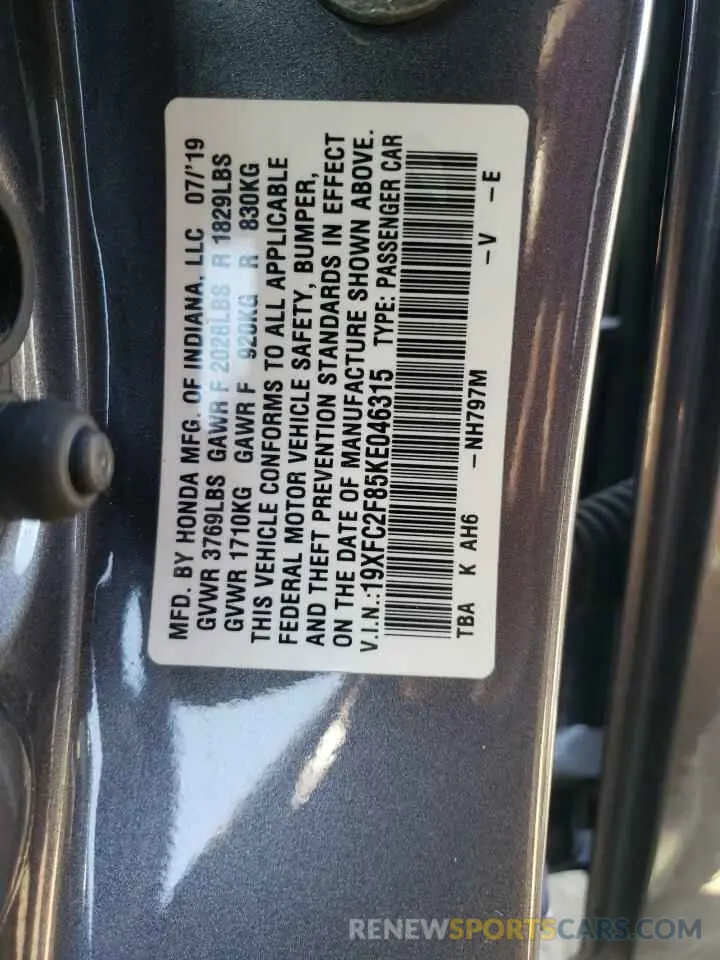 MFD. BY HONDA MFG. OF INDIANA, LLC 07/'19
GVWR 3769LBS GAWR F 2028LBS R 1829LBS
GVWR 1710KG GAWR F 920KG R 830KG
THIS VEHICLE CONFORMS TO ALL APPLICABLE
FEDERAL MOTOR VEHICLE SAFETY, BUMPER,
AND THEFT PREVENTION STANDARDS IN EFFECT
ON THE DATE OF MANUFACTURE SHOWN ABOVE.
V.I.N.:19XFC2F85KE046315 TYPE: PASSENGER CAR
TBA K AH6 -NH797M -V -E
RENEWSPORTSCARS.COM